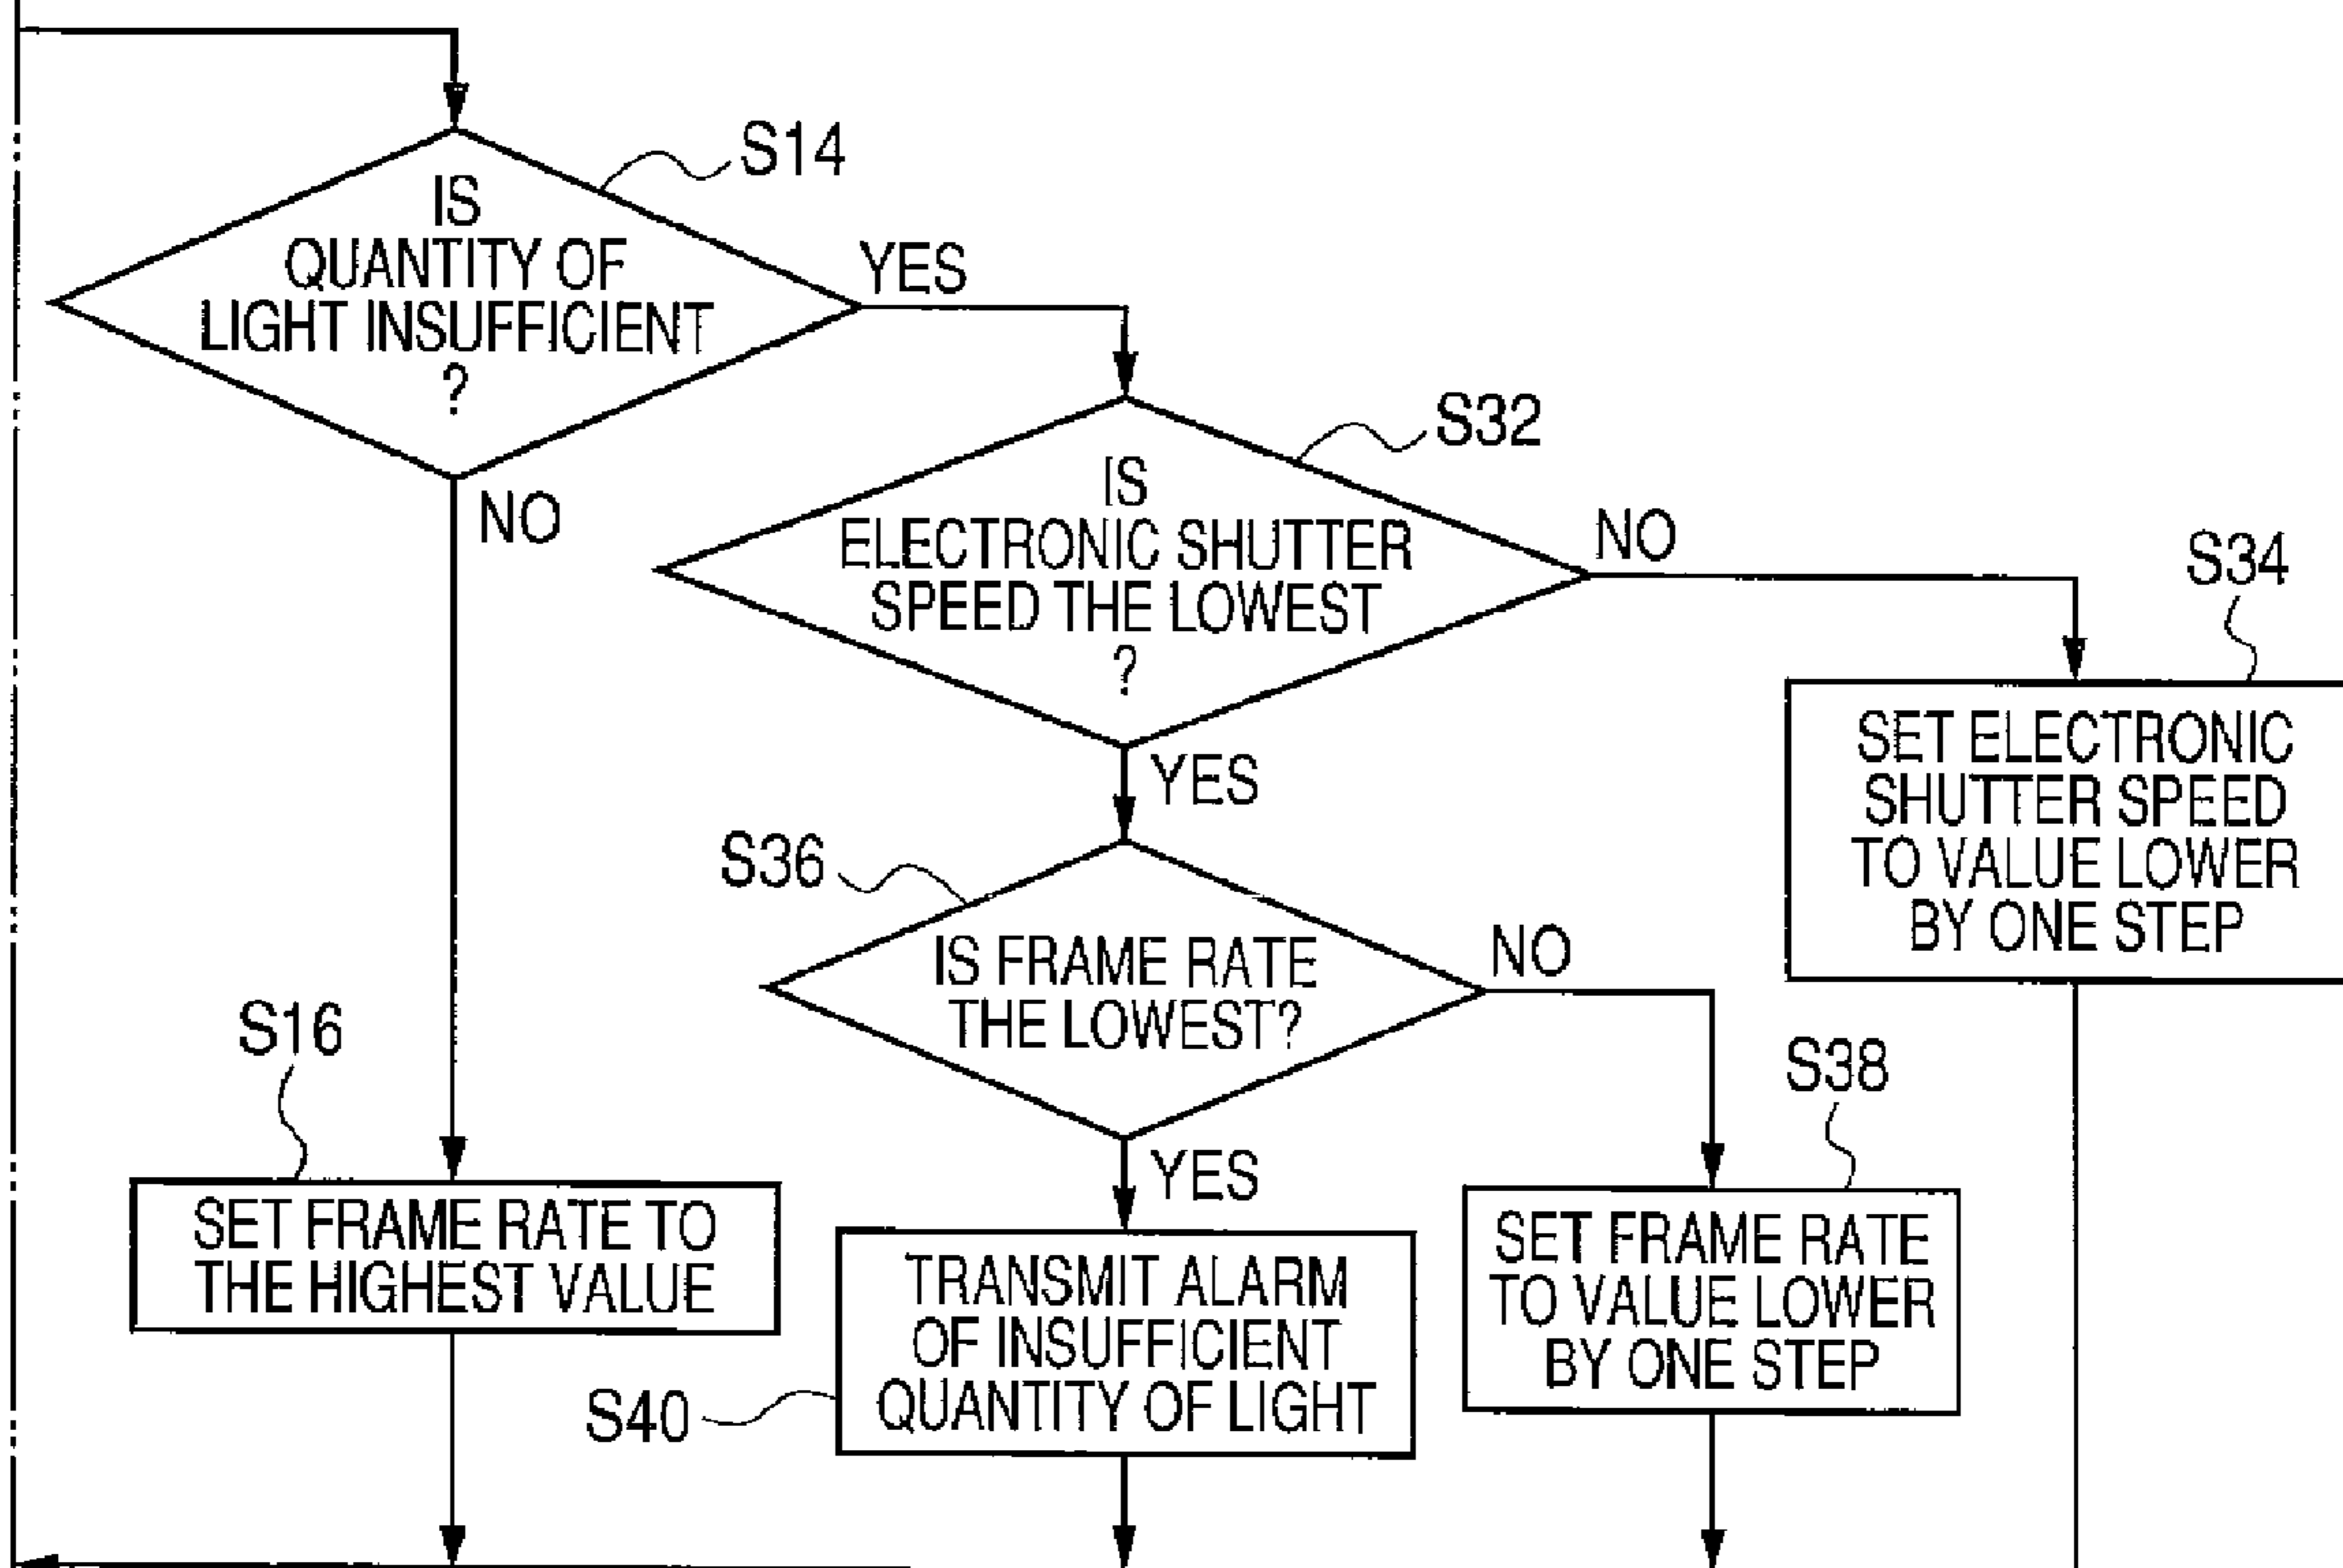 S14
IS
QUANTITY OF
LIGHT INSUFFICIENT
?
YES
NO
S32
IS
ELECTRONIC SHUTTER
SPEED THE LOWEST
?
NO
YES
S34
SET ELECTRONIC
SHUTTER SPEED
TO VALUE LOWER
BY ONE STEP
S36
IS FRAME RATE
THE LOWEST?
NO
YES
S16
SET FRAME RATE TO
THE HIGHEST VALUE
S40
TRANSMIT ALARM
OF INSUFFICIENT
QUANTITY OF LIGHT
S38
SET FRAME RATE
TO VALUE LOWER
BY ONE STEP